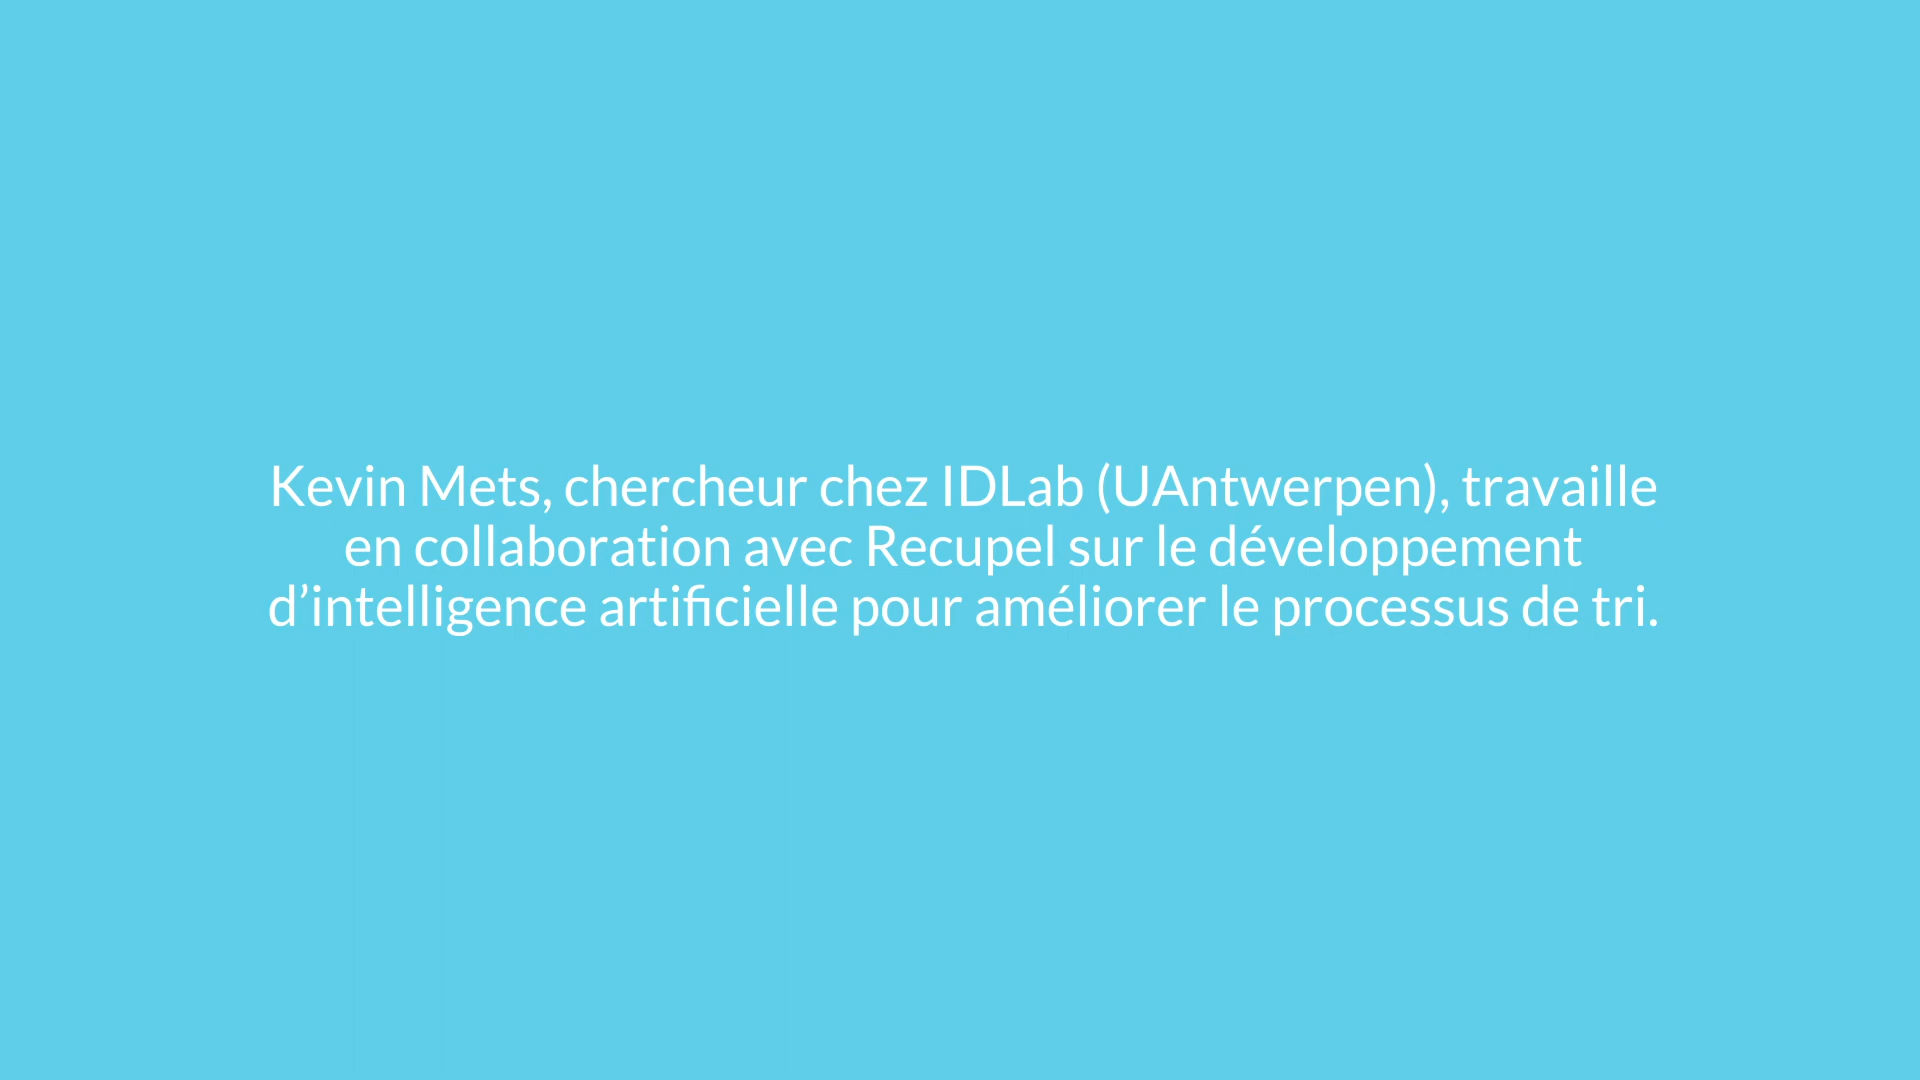 Kevin Mets, chercheur chez IDLab (UAntwerpen), travaille
en collaboration avec Recupel sur le développement
d’intelligence artificielle pour améliorer le processus de tri.